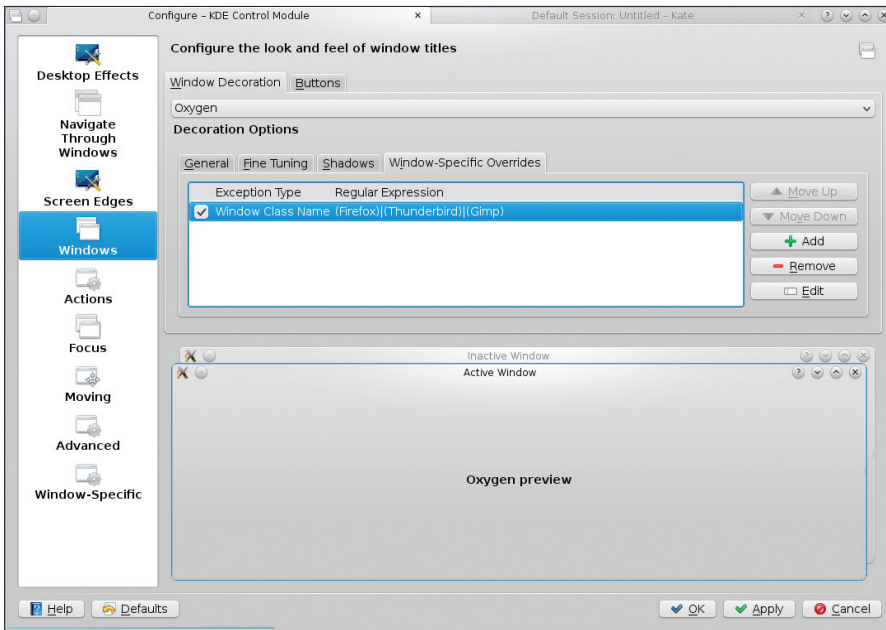 Configure – KDE Control Module
Default Session: Untitled – Kate
Desktop Effects
Navigate
Through
Windows
Screen Edges
Windows
Actions
Focus
Moving
Advanced
Window-Specific
Configure the look and feel of window titles
Window Decoration Buttons
Oxygen
Decoration Options
General Fine Tuning Shadows Window-Specific Overrides
Exception Type Regular Expression
Window Class Name (Firefox)|(Thunderbird)|(Gimp)
Move Up
Move Down
Add
Remove
Edit
Inactive Window
Active Window
Oxygen preview
Help Defaults OK Apply Cancel